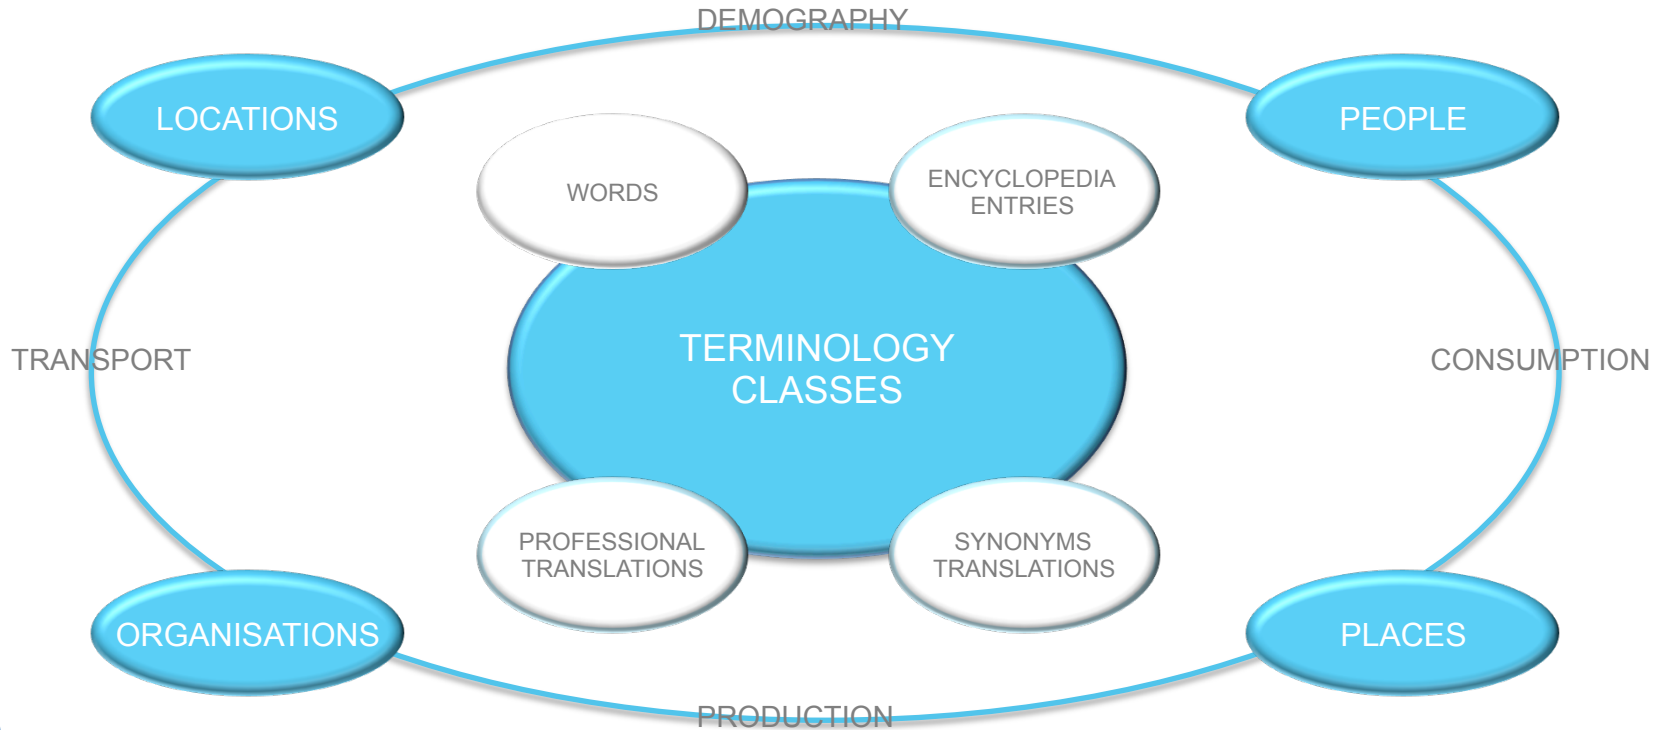 DEMOGRAPHY
LOCATIONS
PEOPLE
WORDS
ENCYCLOPEDIA
ENTRIES
TRANSPORT
TERMINOLOGY
CLASSES
CONSUMPTION
PROFESSIONAL
TRANSLATIONS
SYNONYMS
TRANSLATIONS
ORGANISATIONS
PLACES
PRODUCTION